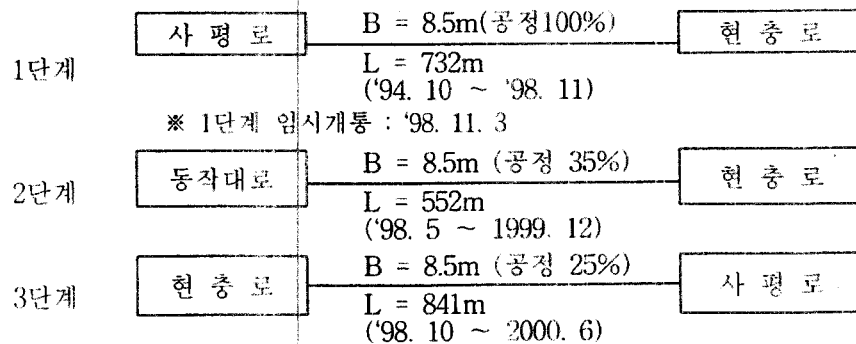 사 평 로 B = 8.5m(공정100%) 현 충 로
1단계 L = 732m
('94. 10 ~ '98. 11)
※ 1단계 임시개통 : '98. 11. 3
동작대로 B = 8.5m (공정 35%) 현 충 로
2단계 L = 552m
('98. 5 ~ 1999. 12)
현 충 로 B = 8.5m (공정 25%) 사 평 로
3단계 L = 841m
('98. 10 ~ 2000. 6)